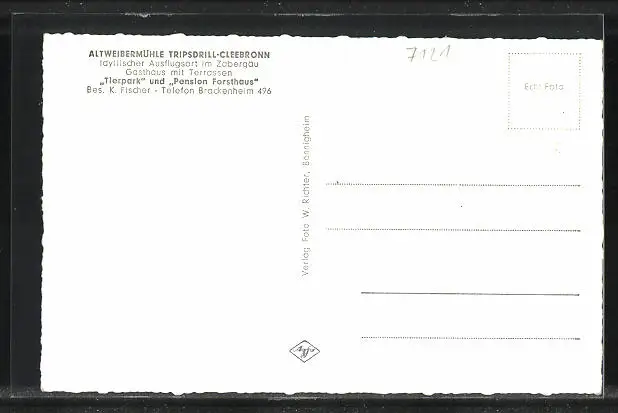 ALTWEIBERMÜHLE TRIPSDRILL-CLEEBRONN
Idyllischer Ausflugsort im Zabergäu
Gasthaus mit Terrassen
„Tierpark" und „Pension Forsthaus"
Bes. K. Fischer - Telefon Brackenheim 496
7121
Echt Foto
Verlag Foto W. Richter, Bönnigheim
Agfa